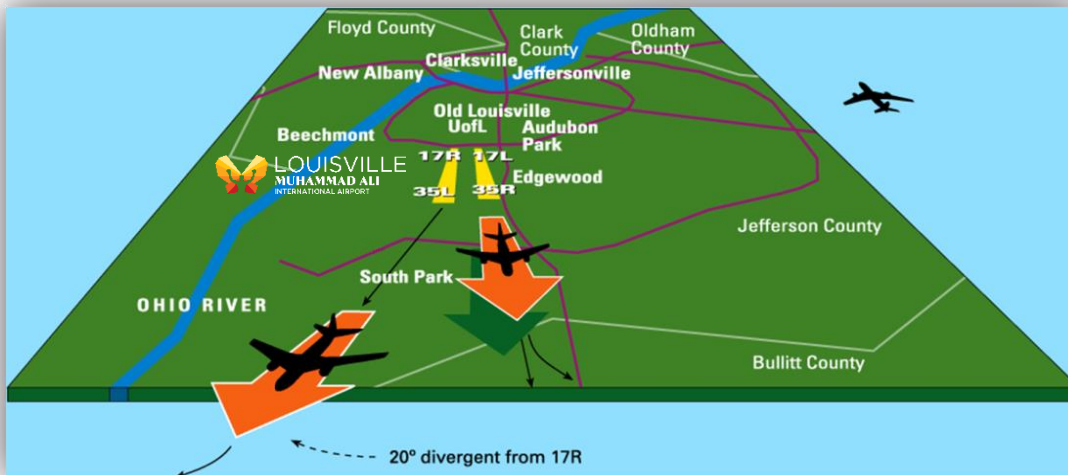 Floyd County
Clark
County
Oldham
County
Clarksville
New Albany
Jeffersonville
Old Louisville
UofL
Audubon
Park
Beechmont
LOUISVILLE
MUHAMMAD ALI
INTERNATIONAL AIRPORT
17R
17L
35L
35R
Edgewood
Jefferson County
South Park
OHIO RIVER
Bullitt County
20º divergent from 17R